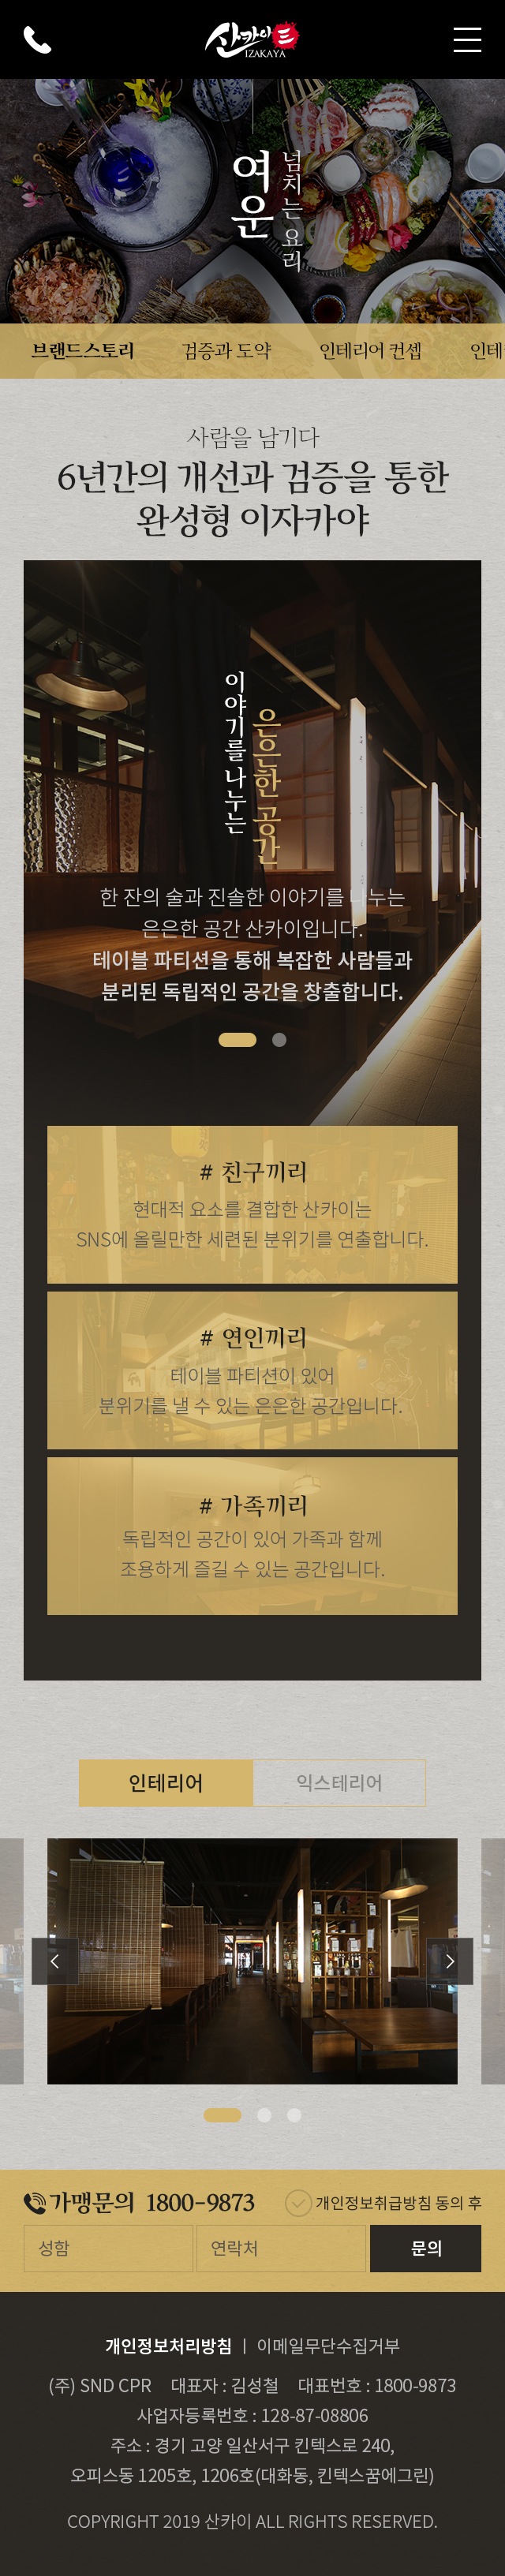 산카이三
IZAKAYA
여운
넘치는 요리
브랜드스토리 검증과 도약 인테리어 컨셉 인테
사람을 남기다
6년간의 개선과 검증을 통한
완성형 이자카야
이야기를 나누는
은은한 공간
한 잔의 술과 진솔한 이야기를 나누는
은은한 공간 산카이입니다.
테이블 파티션을 통해 복잡한 사람들과
분리된 독립적인 공간을 창출합니다.
# 친구끼리
현대적 요소를 결합한 산카이는
SNS에 올릴만한 세련된 분위기를 연출합니다.
# 연인끼리
테이블 파티션이 있어
분위기를 낼 수 있는 은은한 공간입니다.
# 가족끼리
독립적인 공간이 있어 가족과 함께
조용하게 즐길 수 있는 공간입니다.
인테리어 익스테리어
가맹문의 1800-9873 개인정보취급방침 동의 후
성함 연락처 문의
개인정보처리방침 | 이메일무단수집거부
(주) SND CPR 대표자 : 김성철 대표번호 : 1800-9873
사업자등록번호 : 128-87-08806
주소 : 경기 고양 일산서구 킨텍스로 240,
오피스동 1205호, 1206호(대화동, 킨텍스꿈에그린)
COPYRIGHT 2019 산카이 ALL RIGHTS RESERVED.